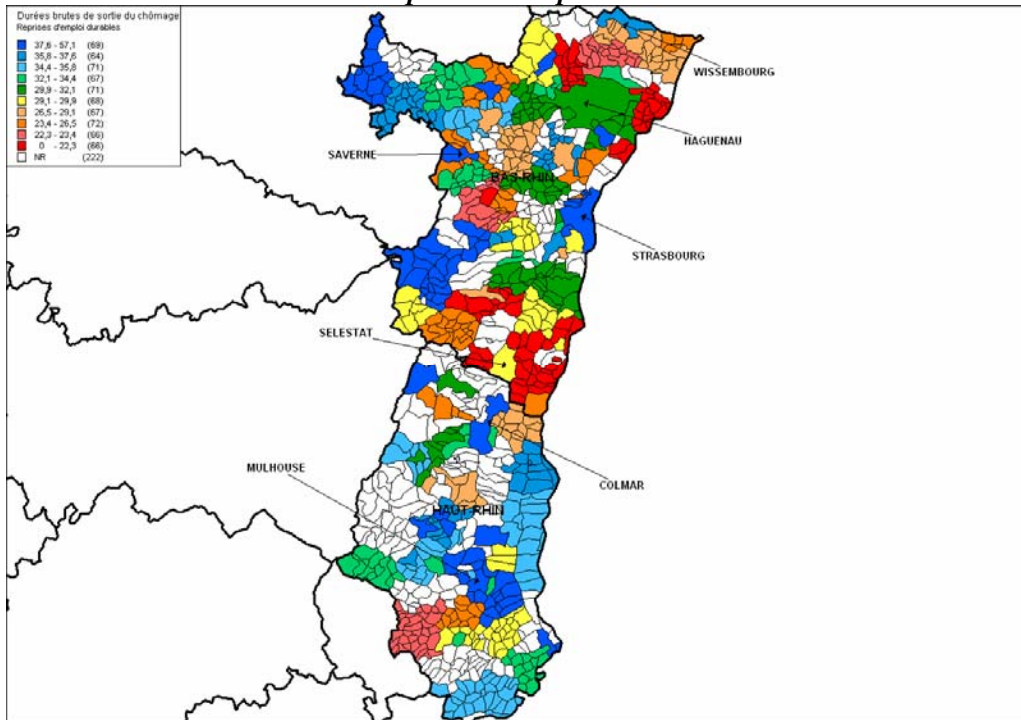 Durées brutes de sortie du chômage
Reprises d'emploi durables
37,6 - 57,1 (69)
35,8 - 37,6 (64)
34,4 - 35,8 (71)
32,1 - 34,4 (67)
29,9 - 32,1 (71)
29,1 - 29,9 (68)
26,5 - 29,1 (67)
23,4 - 26,5 (72)
22,3 - 23,4 (66)
0 - 22,3 (66)
NR (222)
WISSEMBOURG
HAGUENAU
SAVERNE
BAS-RHIN
STRASBOURG
SELESTAT
MULHOUSE
COLMAR
HAUT-RHIN